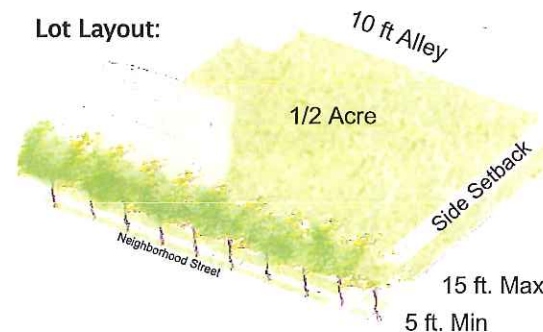 Lot Layout:
10 ft Alley
1/2 Acre
Side Setback
Neighborhood Street
15 ft. Max
5 ft. Min